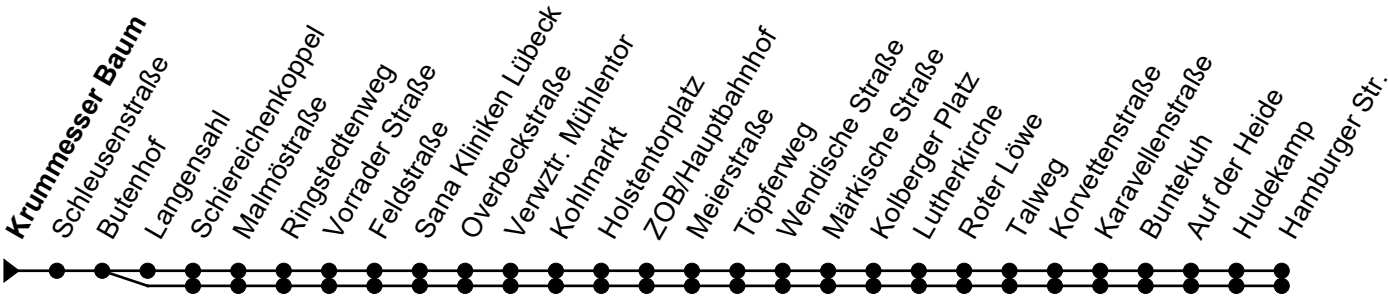 Krummesser Baum
Schleusenstraße
Butenhof
Langensahl
Schiereichenkoppel
Malmöstraße
Ringstedtenweg
Vorrader Straße
Feldstraße
Sana Kliniken Lübeck
Overbeckstraße
Verwztr. Mühlentor
Kohlmarkt
Holstentorplatz
ZOB/Hauptbahnhof
Meierstraße
Töpferweg
Wendische Straße
Märkische Straße
Kolberger Platz
Lutherkirche
Roter Löwe
Talweg
Korvettenstraße
Karavellenstraße
Buntekuh
Auf der Heide
Hudekamp
Hamburger Str.